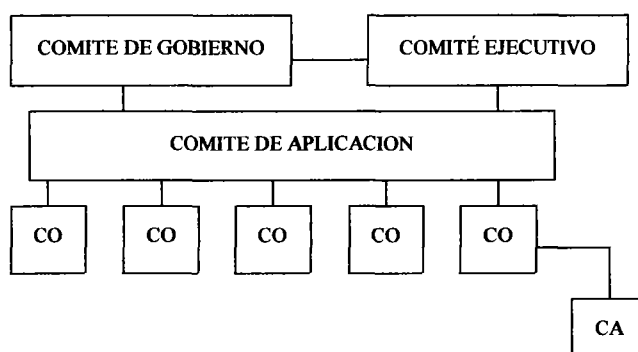 COMITE DE GOBIERNO
COMITÉ EJECUTIVO
COMITE DE APLICACION
CO CO CO CO CO
CA